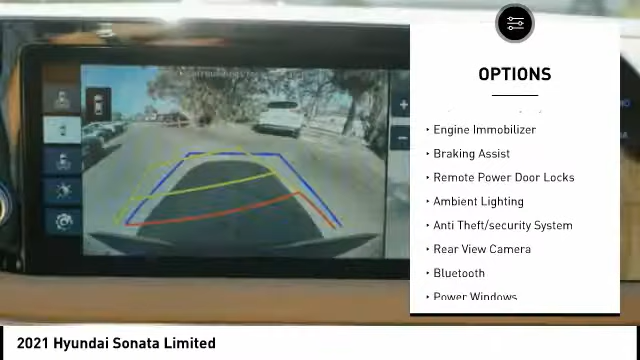 OPTIONS
‣ Engine Immobilizer
‣ Braking Assist
‣ Remote Power Door Locks
‣ Ambient Lighting
‣ Anti Theft/security System
‣ Rear View Camera
‣ Bluetooth
‣ Power Windows
2021 Hyundai Sonata Limited